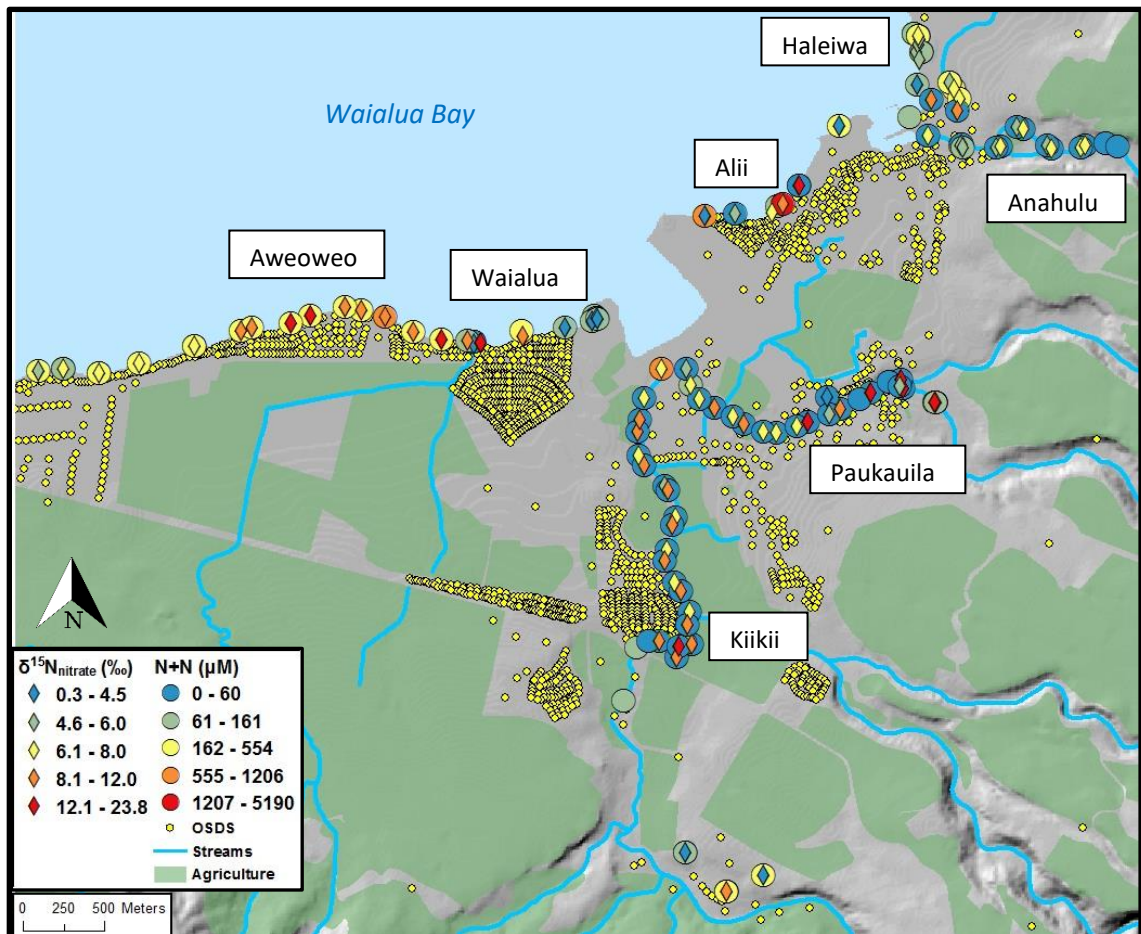 Haleiwa
Waialua Bay
Alii
Anahulu
Aweoweo
Waialua
Paukauila
Kiikii
N
δ¹⁵Nnitrate (‰) N+N (µM)
0.3 - 4.5 0 - 60
4.6 - 6.0 61 - 161
6.1 - 8.0 162 - 554
8.1 - 12.0 555 - 1206
12.1 - 23.8 1207 - 5190
OSDS
Streams
Agriculture
0 250 500 Meters